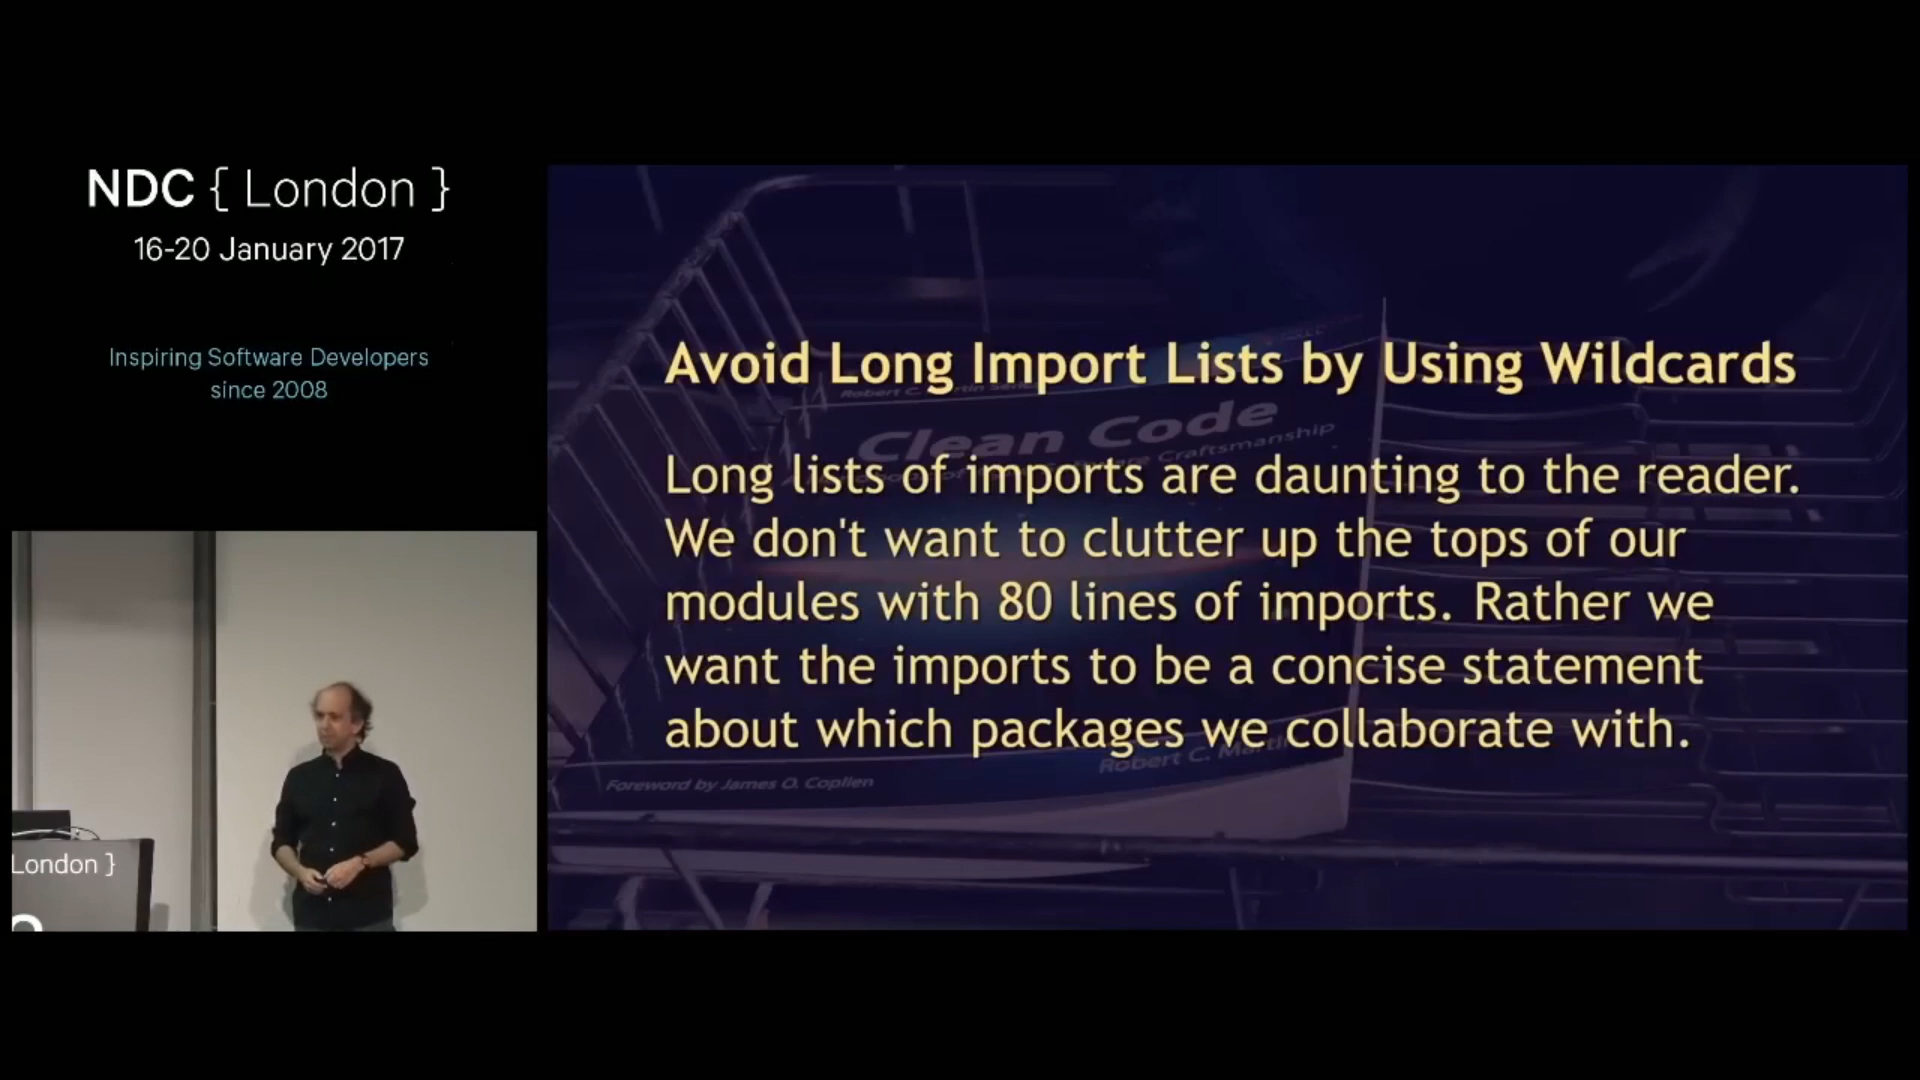 NDC { London }
16-20 January 2017
Inspiring Software Developers
since 2008
London }
Avoid Long Import Lists by Using Wildcards
Clean Code
Long lists of imports are daunting to the reader.
We don't want to clutter up the tops of our
modules with 80 lines of imports. Rather we
want the imports to be a concise statement
about which packages we collaborate with.
Robert C. Martin
Foreword by James O. Coplien